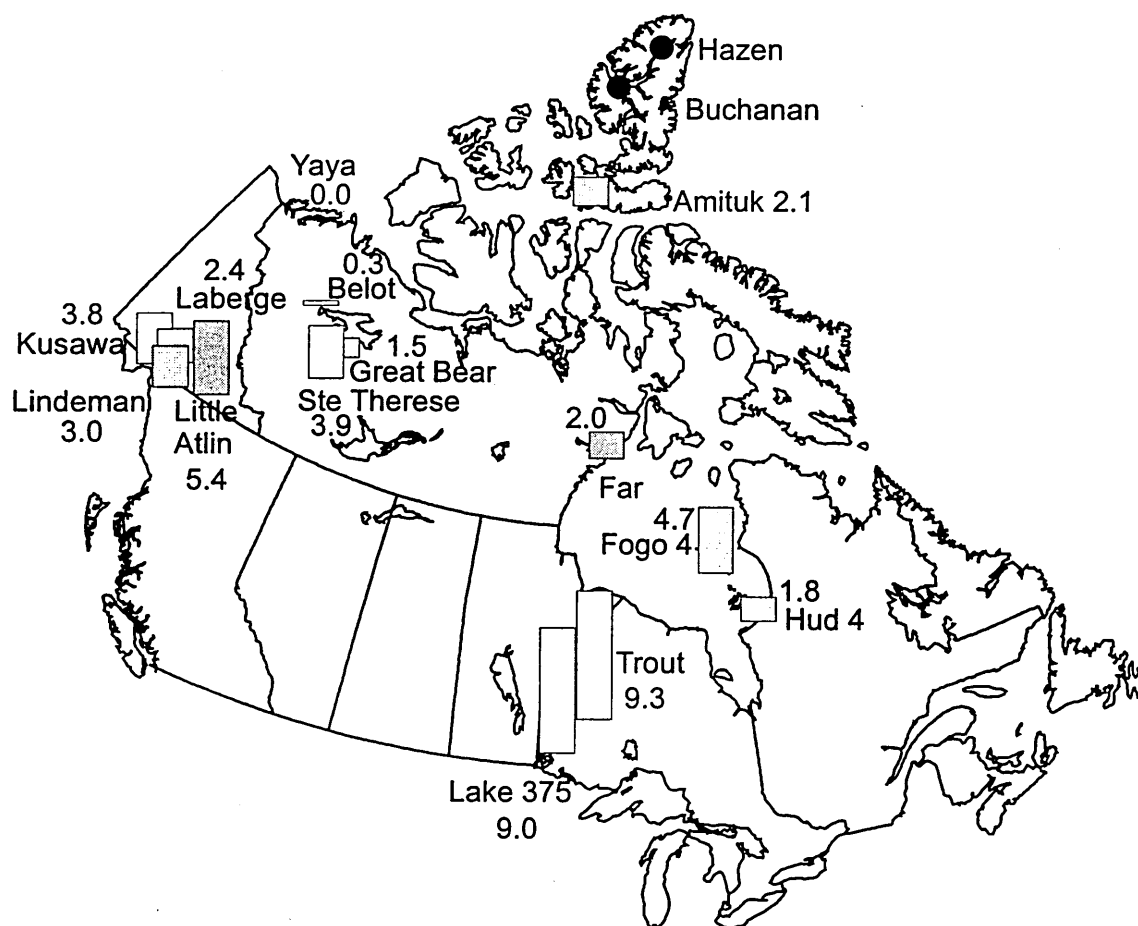 Hazen
Buchanan
Yaya
0.0
Amituk 2.1
2.4
Laberge
0.3
Belot
3.8
Kusawa
1.5
Great Bear
Ste Therese
3.9
Lindeman
3.0
Little
Atlin
5.4
2.0
Far
4.7
Fogo 4
1.8
Hud 4
Trout
9.3
Lake 375
9.0